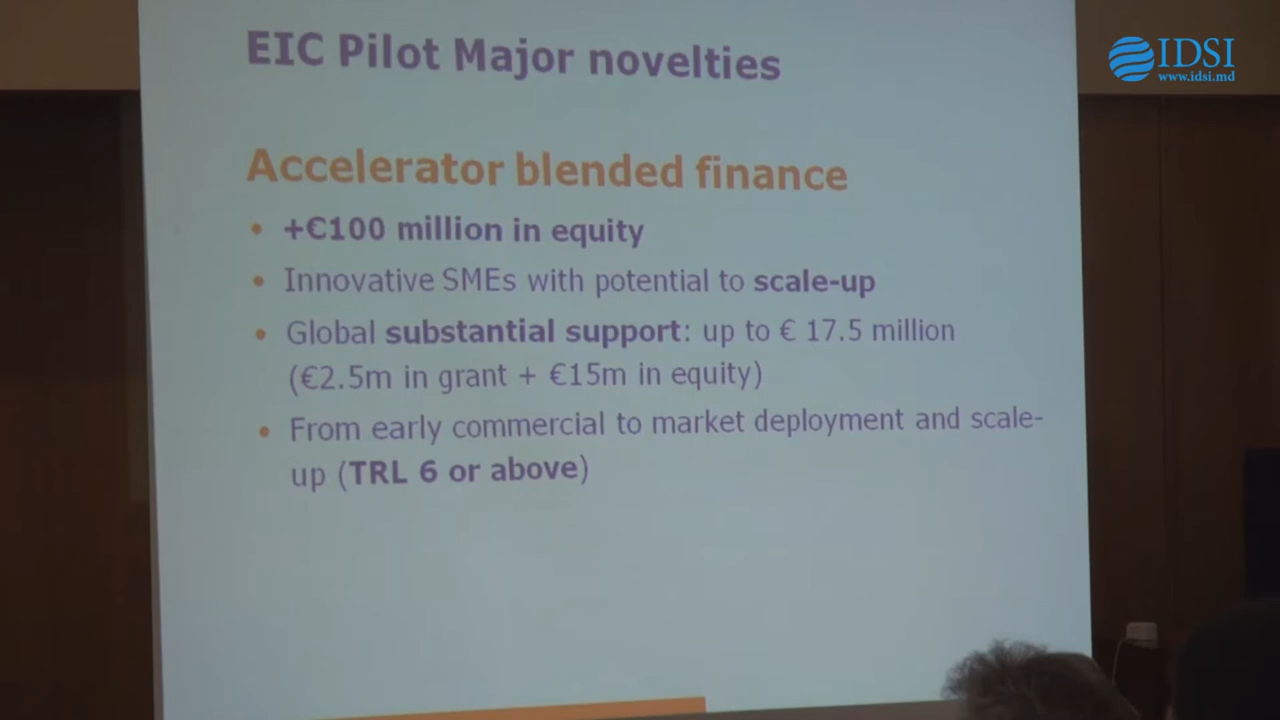 EIC Pilot Major novelties
IDSI
www.idsi.md
Accelerator blended finance
• +€100 million in equity
• Innovative SMEs with potential to scale-up
• Global substantial support: up to € 17.5 million
(€2.5m in grant + €15m in equity)
• From early commercial to market deployment and scale-
up (TRL 6 or above)